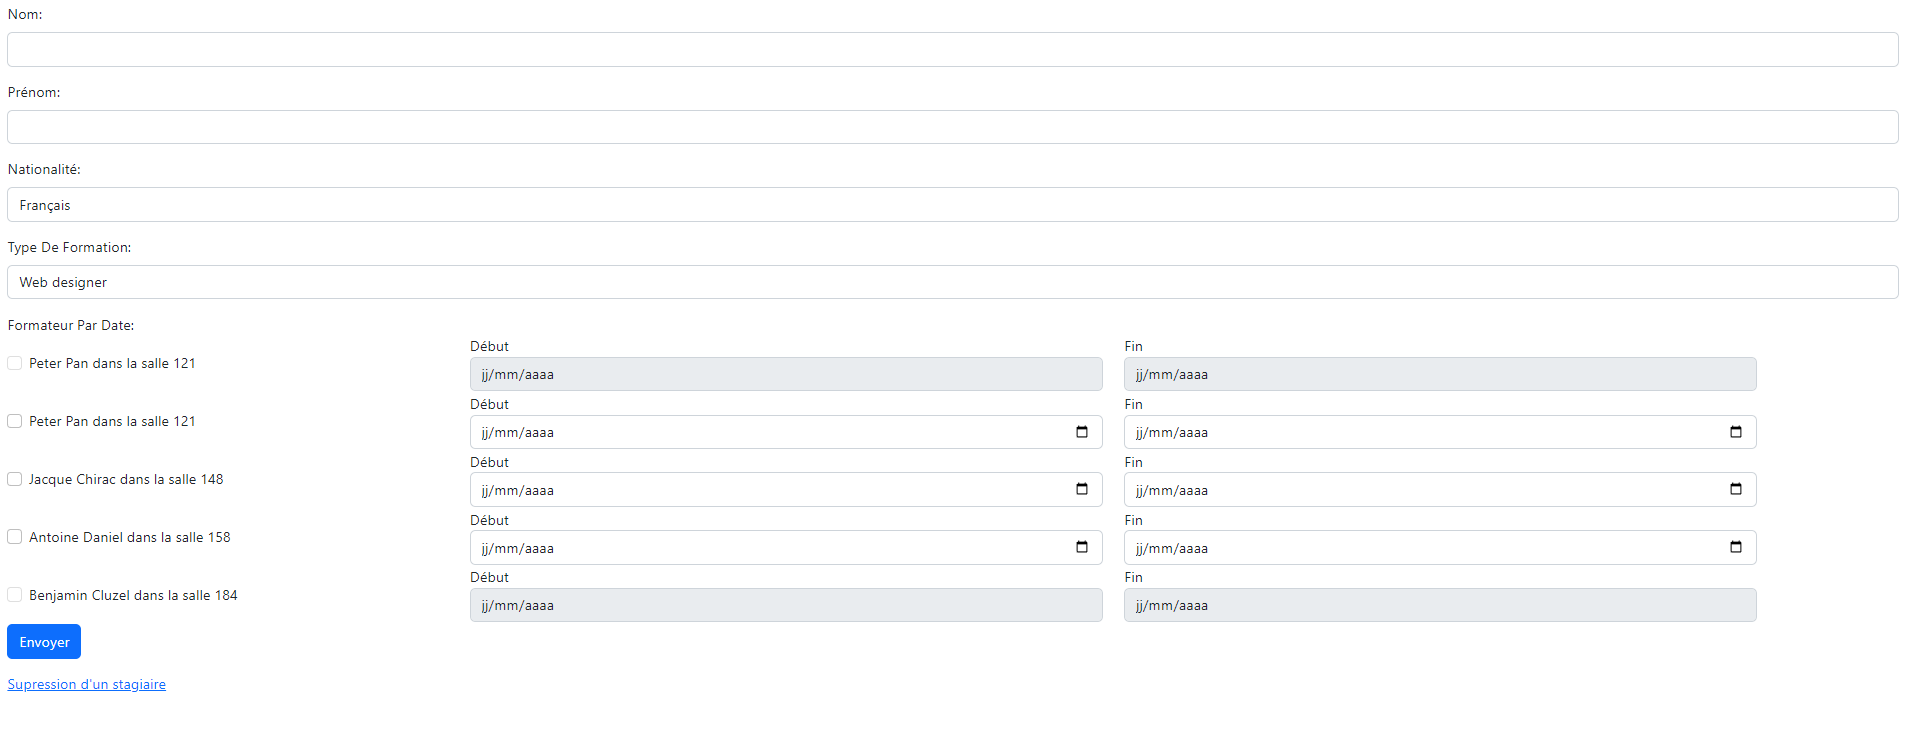 Nom:
Prénom:
Nationalité:
Français
Type De Formation:
Web designer
Formateur Par Date:
Peter Pan dans la salle 121
Début
jj/mm/aaaa
Fin
jj/mm/aaaa
Peter Pan dans la salle 121
Début
jj/mm/aaaa
Fin
jj/mm/aaaa
Jacque Chirac dans la salle 148
Début
jj/mm/aaaa
Fin
jj/mm/aaaa
Antoine Daniel dans la salle 158
Début
jj/mm/aaaa
Fin
jj/mm/aaaa
Benjamin Cluzel dans la salle 184
Début
jj/mm/aaaa
Fin
jj/mm/aaaa
Envoyer
Supression d'un stagiaire